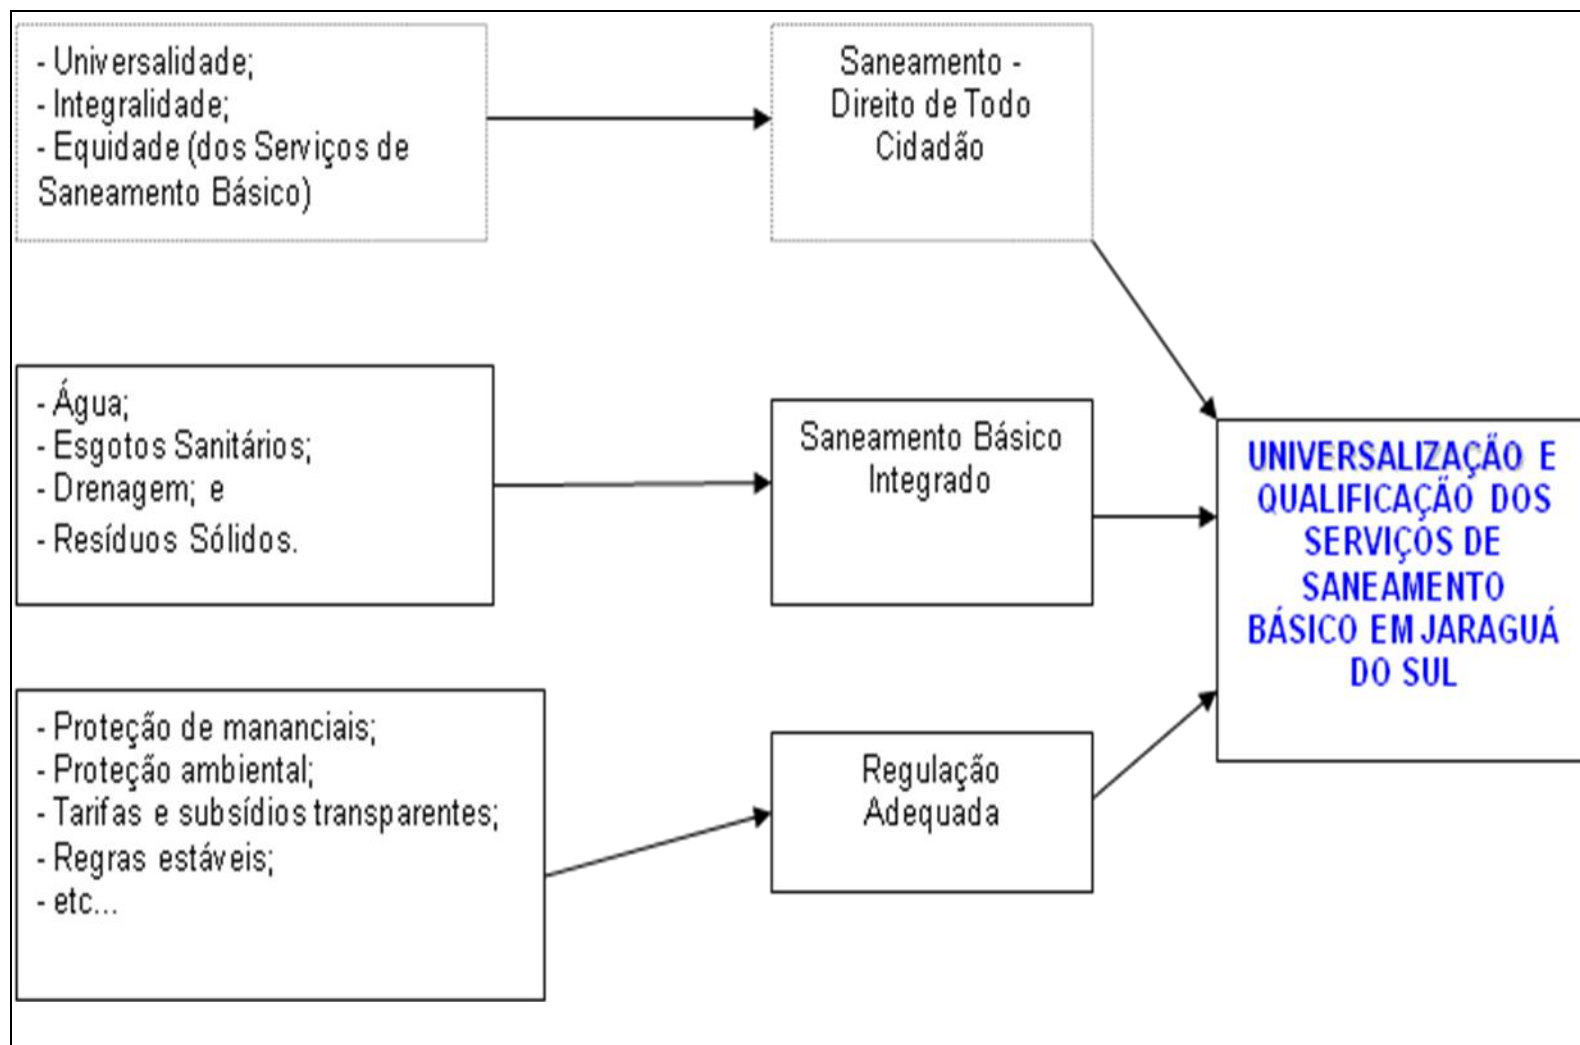 - Universalidade;
- Integralidade;
- Equidade (dos Serviços de
Saneamento Básico)
Saneamento -
Direito de Todo
Cidadão
- Água;
- Esgotos Sanitários;
- Drenagem; e
- Resíduos Sólidos.
Saneamento Básico
Integrado
UNIVERSALIZAÇÃO E
QUALIFICAÇÃO DOS
SERVIÇOS DE
SANEAMENTO
BÁSICO EM JARAGUÁ
DO SUL
- Proteção de mananciais;
- Proteção ambiental;
- Tarifas e subsídios transparentes;
- Regras estáveis;
- etc...
Regulação
Adequada